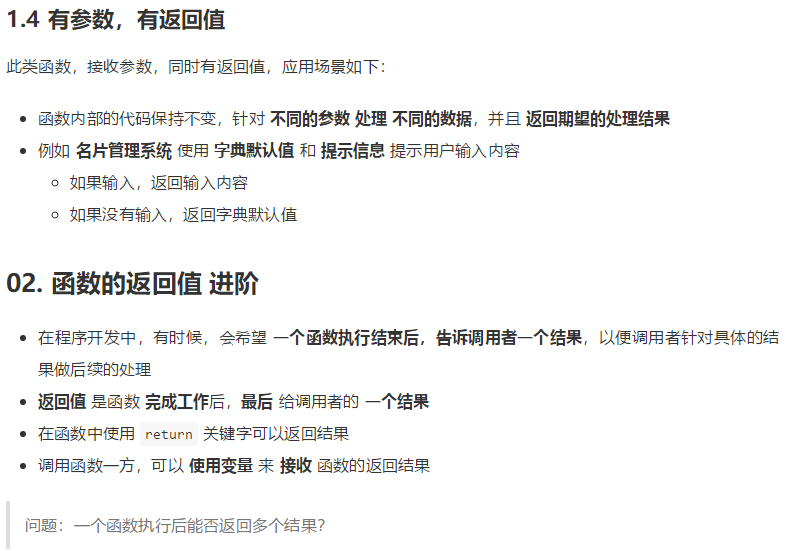 1.4 有参数，有返回值
此类函数，接收参数，同时有返回值，应用场景如下：
函数内部的代码保持不变，针对 不同的参数 处理 不同的数据，并且 返回期望的处理结果
例如 名片管理系统 使用 字典默认值 和 提示信息 提示用户输入内容
如果输入，返回输入内容
如果没有输入，返回字典默认值
02. 函数的返回值 进阶
在程序开发中，有时候，会希望 一个函数执行结束后，告诉调用者一个结果，以便调用者针对具体的结
果做后续的处理
返回值 是函数 完成工作后，最后 给调用者的 一个结果
在函数中使用 return 关键字可以返回结果
调用函数一方，可以 使用变量 来 接收 函数的返回结果
问题：一个函数执行后能否返回多个结果？